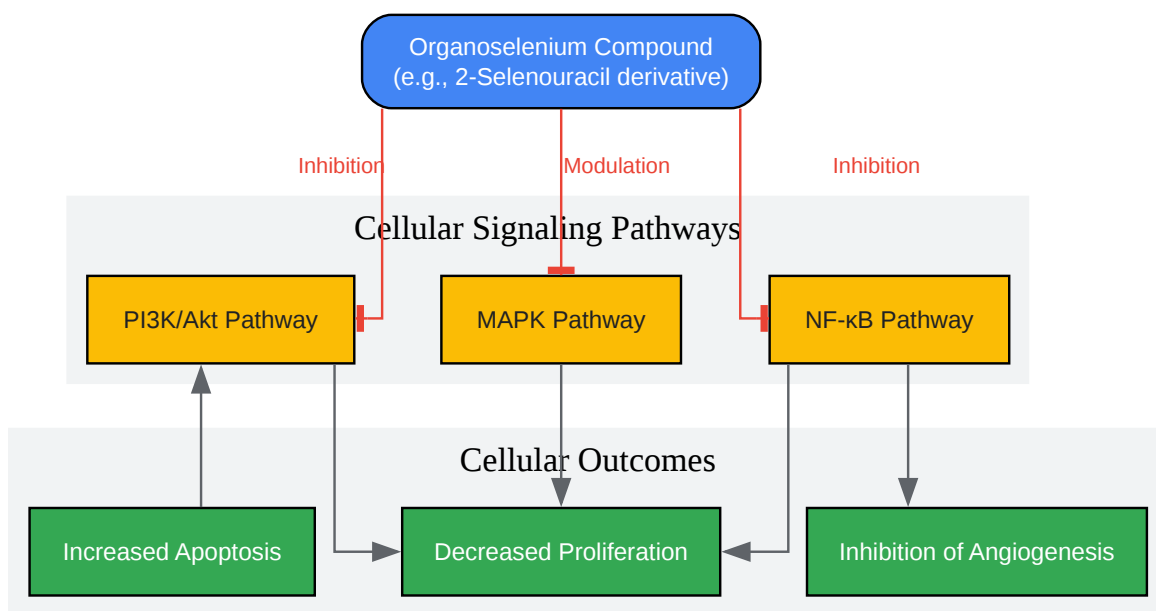 Organoselenium Compound
(e.g., 2-Selenouracil derivative)
Inhibition
Modulation
Inhibition
Cellular Signaling Pathways
PI3K/Akt Pathway
MAPK Pathway
NF-κB Pathway
Cellular Outcomes
Increased Apoptosis
Decreased Proliferation
Inhibition of Angiogenesis